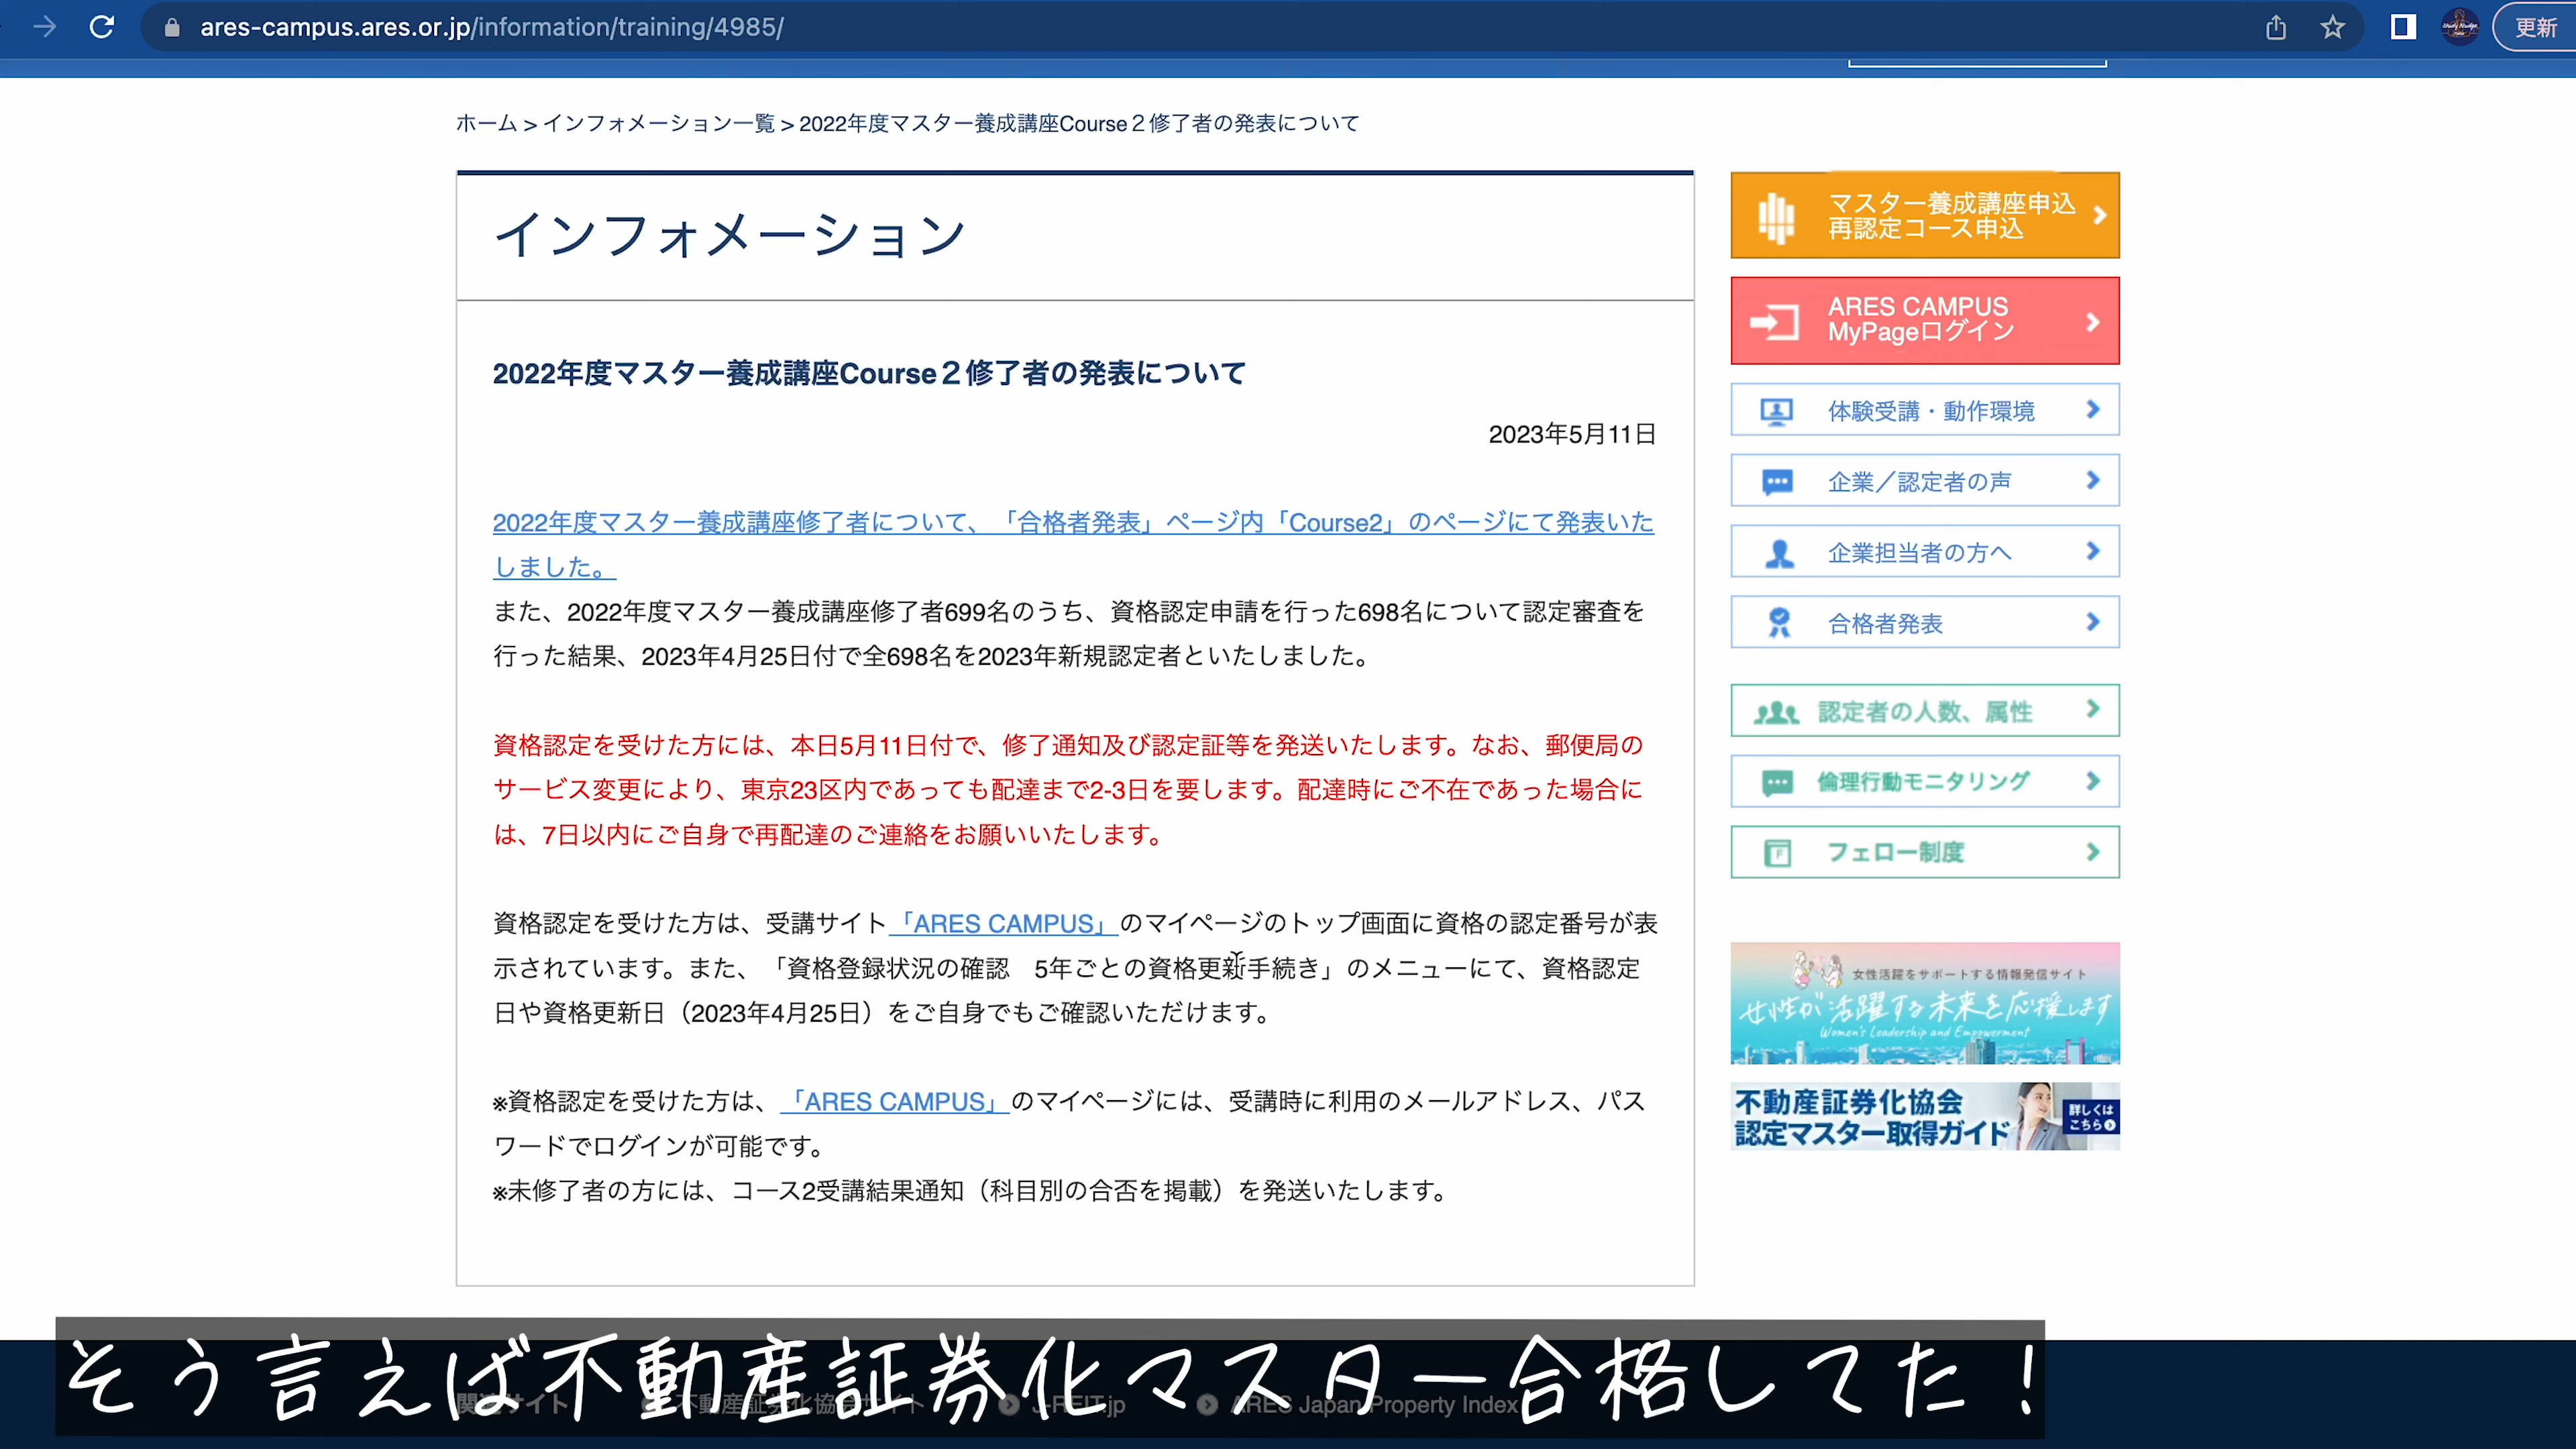 ares-campus.ares.or.jp/information/training/4985/
更新
ホーム > インフォメーション一覧 > 2022年度マスター養成講座Course２修了者の発表について
インフォメーション
2022年度マスター養成講座Course２修了者の発表について
2023年5月11日
2022年度マスター養成講座修了者について、「合格者発表」ページ内「Course2」のページにて発表いた
しました。
また、2022年度マスター養成講座修了者699名のうち、資格認定申請を行った698名について認定審査を
行った結果、2023年4月25日付で全698名を2023年新規認定者といたしました。
資格認定を受けた方には、本日5月11日付で、修了通知及び認定証等を発送いたします。なお、郵便局の
サービス変更により、東京23区内であっても配達まで2-3日を要します。配達時にご不在であった場合に
は、7日以内にご自身で再配達のご連絡をお願いいたします。
資格認定を受けた方は、受講サイト「ARES CAMPUS」のマイページのトップ画面に資格の認定番号が表
示されています。また、「資格登録状況の確認　5年ごとの資格更新手続き」のメニューにて、資格認定
日や資格更新日（2023年4月25日）をご自身でもご確認いただけます。
※資格認定を受けた方は、「ARES CAMPUS」のマイページには、受講時に利用のメールアドレス、パス
ワードでログインが可能です。
※未修了者の方には、コース2受講結果通知（科目別の合否を掲載）を発送いたします。
マスター養成講座申込
再認定コース申込
ARES CAMPUS
MyPageログイン
体験受講・動作環境
企業／認定者の声
企業担当者の方へ
合格者発表
認定者の人数、属性
倫理行動モニタリング
フェロー制度
女性活躍をサポートする情報発信サイト
女性が活躍する未来を応援します
Women's Leadership and Empowerment
不動産証券化協会
認定マスター取得ガイド
詳しくは
こちら
関連サイト
不動産証券化協会サイト
J-REIT.jp
ARES Japan Property Index
そう言えば不動産証券化マスター合格してた！